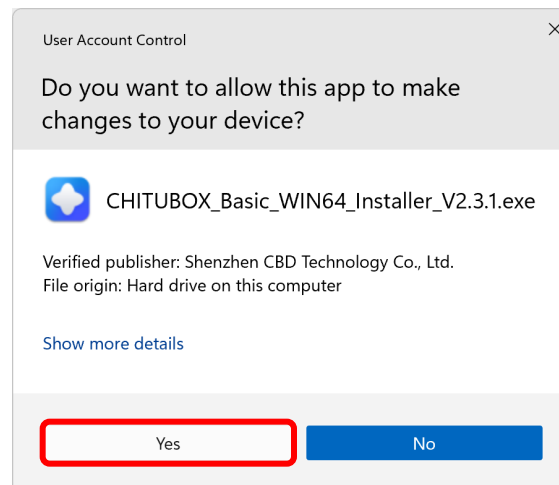 User Account Control
Do you want to allow this app to make
changes to your device?
CHITUBOX_Basic_WIN64_Installer_V2.3.1.exe
Verified publisher: Shenzhen CBD Technology Co., Ltd.
File origin: Hard drive on this computer
Show more details
Yes
No